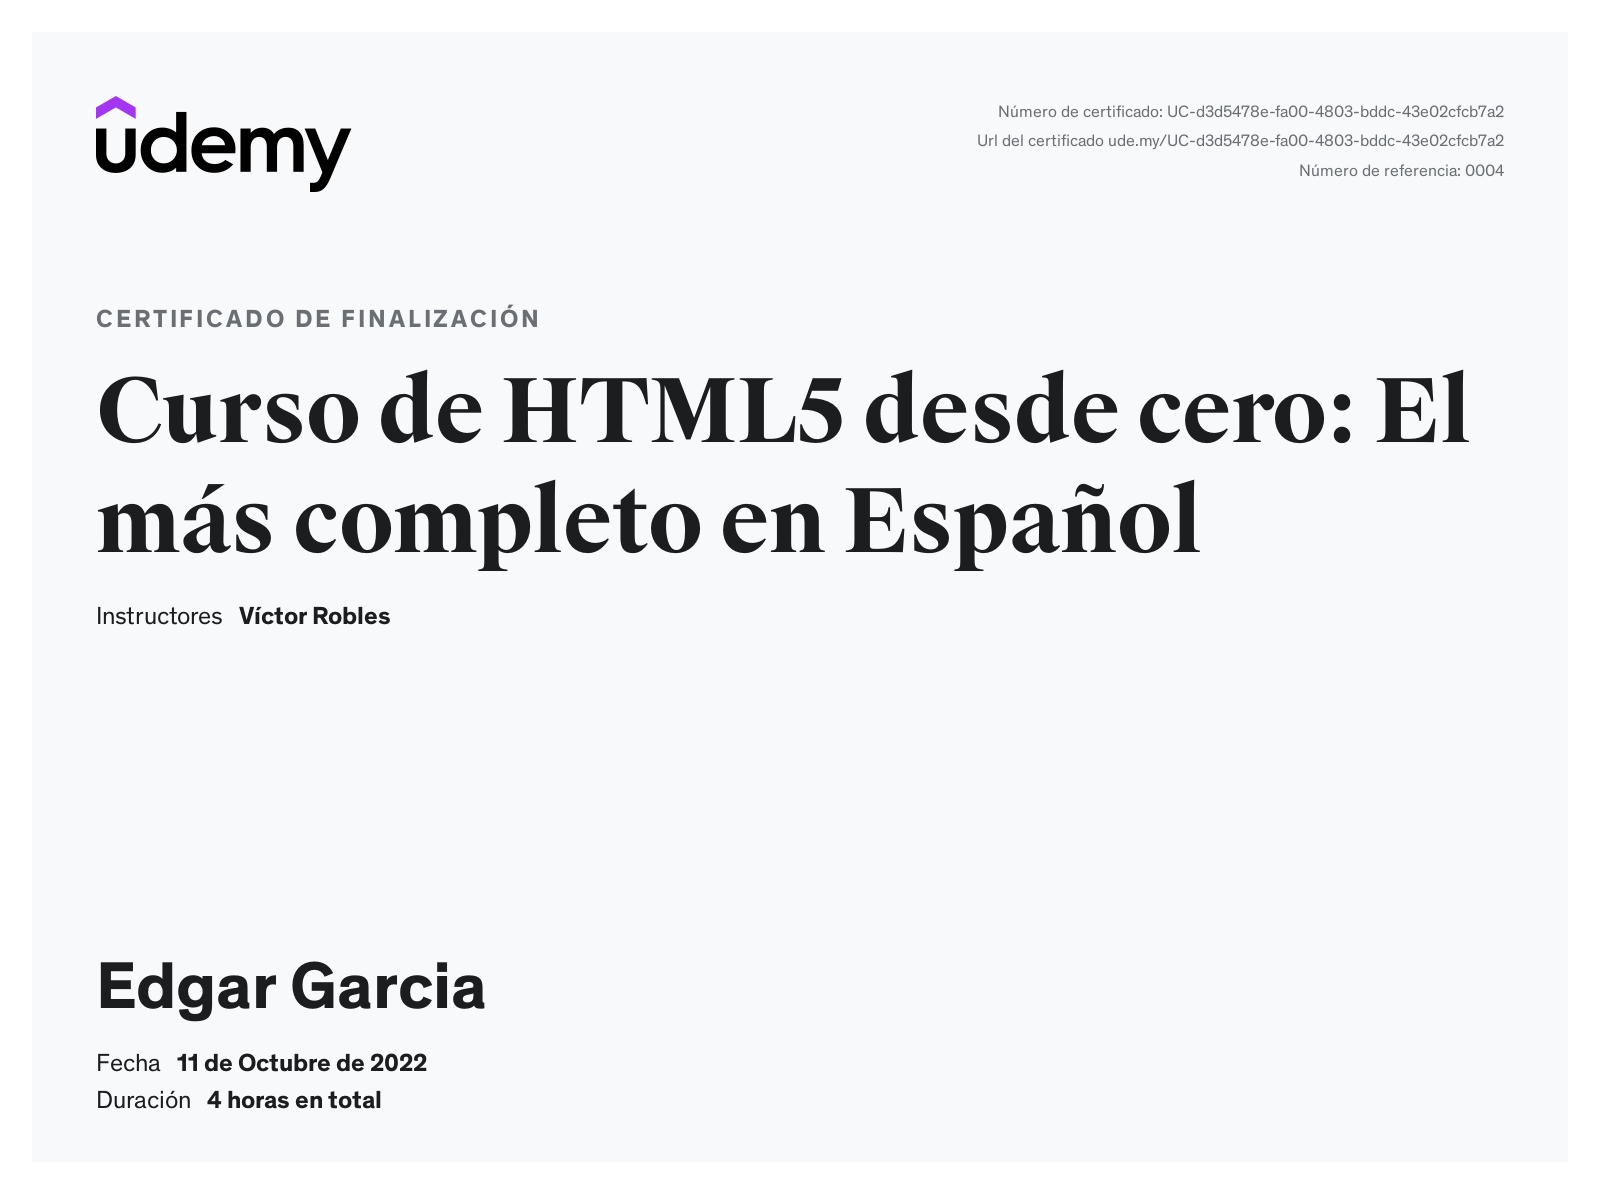 udemy
Número de certificado: UC-d3d5478e-fa00-4803-bddc-43e02cfcb7a2
Url del certificado ude.my/UC-d3d5478e-fa00-4803-bddc-43e02cfcb7a2
Número de referencia: 0004
CERTIFICADO DE FINALIZACIÓN
Curso de HTML5 desde cero: El
más completo en Español
Instructores Víctor Robles
Edgar Garcia
Fecha 11 de Octubre de 2022
Duración 4 horas en total